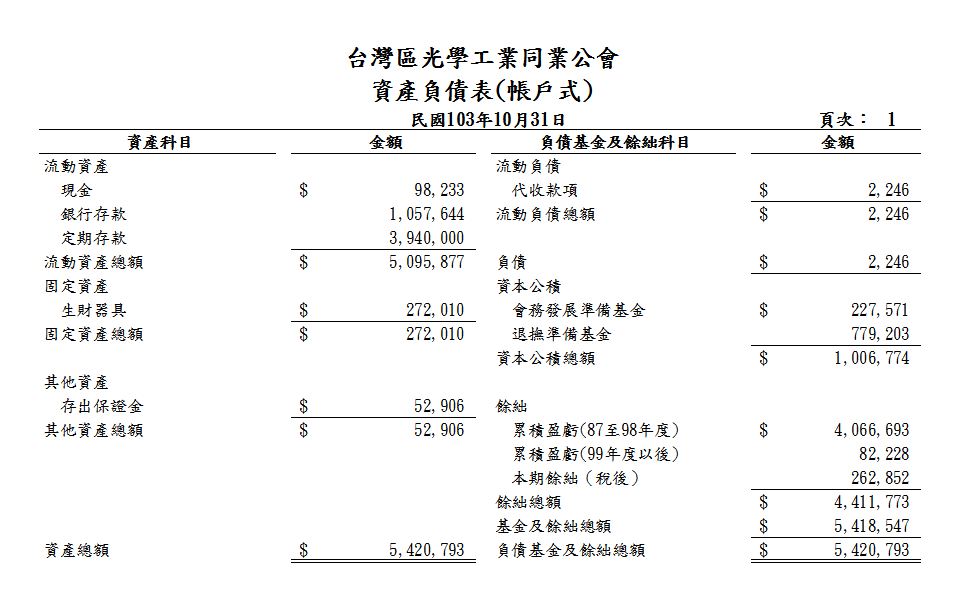 台灣區光學工業同業公會
資產負債表(帳戶式)
民國103年10月31日 頁次： 1
資產科目 金額 負債基金及餘絀科目 金額
流動資產 流動負債
現金 $ 98,233 代收款項 $ 2,246
銀行存款 1,057,644 流動負債總額 $ 2,246
定期存款 3,940,000
流動資產總額 $ 5,095,877 負債 $ 2,246
固定資產 資本公積
生財器具 $ 272,010 會務發展準備基金 $ 227,571
固定資產總額 $ 272,010 退撫準備基金 779,203
資本公積總額 $ 1,006,774
其他資產
存出保證金 $ 52,906 餘絀
其他資產總額 $ 52,906 累積盈虧(87至98年度) $ 4,066,693
累積盈虧(99年度以後) 82,228
本期餘絀（稅後） 262,852
餘絀總額 $ 4,411,773
基金及餘絀總額 $ 5,418,547
資產總額 $ 5,420,793 負債基金及餘絀總額 $ 5,420,793